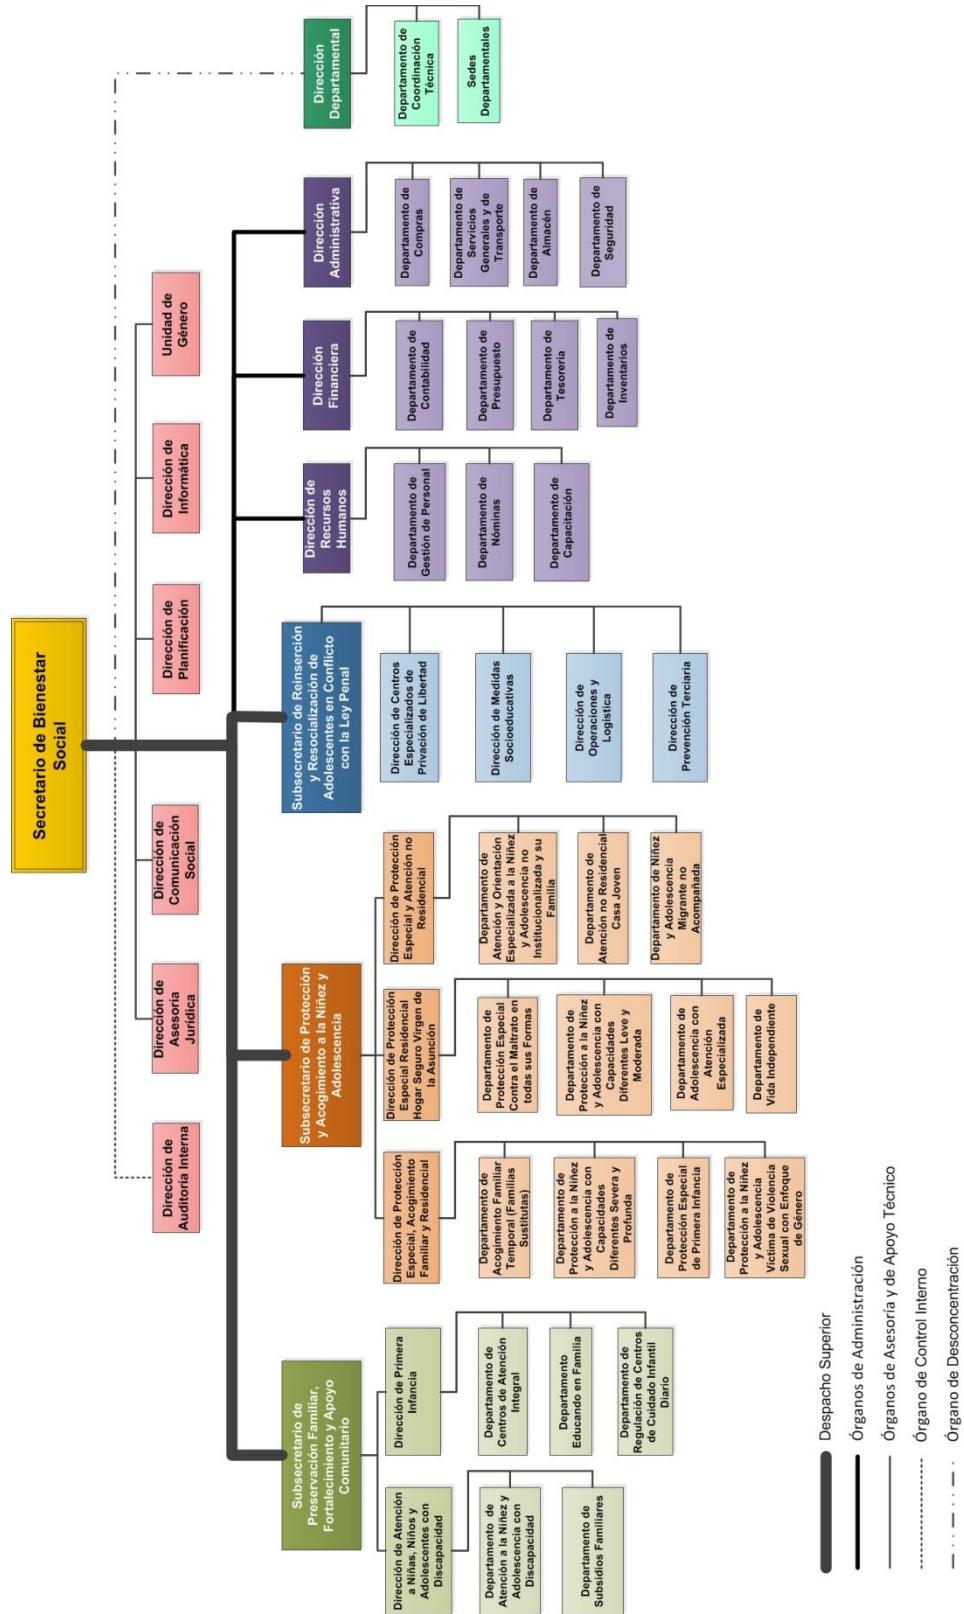 Secretario de Bienestar
Social
Dirección de
Auditoría Interna
Dirección de
Asesoría
Jurídica
Dirección de
Comunicación
Social
Dirección de
Planificación
Dirección de
Informática
Unidad de
Género
Subsecretario de
Preservación Familiar,
Fortalecimiento y Apoyo
Comunitario
Subsecretario de Protección
y Acogimiento a la Niñez y
Adolescencia
Subsecretario de Reinserción
y Resocialización de
Adolescentes en Conflicto
con la Ley Penal
Dirección de
Recursos
Humanos
Dirección
Financiera
Dirección
Administrativa
Dirección
Departamental
Dirección de Atención
a Niñas, Niños y
Adolescentes con
Discapacidad
Departamento de
Atención a la Niñez y
Adolescencia con
Discapacidad
Departamento de
Subsidios Familiares
Dirección de Primera
Infancia
Departamento de
Centros de Atención
Integral
Departamento
Educando en Familia
Departamento de
Regulación de Centros
de Cuidado Infantil
Diario
Dirección de Protección
Especial, Acogimiento
Familiar y Residencial
Departamento de
Acogimiento Familiar
Temporal (Familias
Sustitutas)
Departamento de
Protección a la Niñez
y Adolescencia con
Capacidades
Diferentes Severa y
Profunda
Departamento de
Protección Especial
de Primera Infancia
Departamento de
Protección a la Niñez
y Adolescencia
Víctima de Violencia
Sexual con Enfoque
de Género
Dirección de Protección
Especial Residencial
Hogar Seguro Virgen de
la Asunción
Departamento de
Protección Especial
Contra el Maltrato en
todas sus Formas
Departamento de
Protección a la Niñez
y Adolescencia con
Capacidades
Diferentes Leve y
Moderada
Departamento de
Adolescencia con
Atención
Especializada
Departamento de
Vida Independiente
Dirección de Protección
Especial y Atención no
Residencial
Departamento de
Atención y Orientación
Especializada a la Niñez
y Adolescencia no
Institucionalizada y su
Familia
Departamento de
Atención no Residencial
Casa Joven
Departamento de Niñez
y Adolescencia
Migrante no
Acompañada
Dirección de Centros
Especializados de
Privación de Libertad
Dirección de Medidas
Socioeducativas
Dirección de
Operaciones y
Logística
Dirección de
Prevención Terciaria
Departamento de
Gestión de Personal
Departamento de
Nóminas
Departamento de
Capacitación
Departamento de
Contabilidad
Departamento de
Presupuesto
Departamento de
Tesorería
Departamento de
Inventarios
Departamento de
Compras
Departamento de
Servicios
Generales y de
Transporte
Departamento de
Almacén
Departamento de
Seguridad
Departamento de
Coordinación
Técnica
Sedes
Departamentales
Despacho Superior
Órganos de Administración
Órganos de Asesoría y de Apoyo Técnico
Órgano de Control Interno
Órgano de Desconcentración